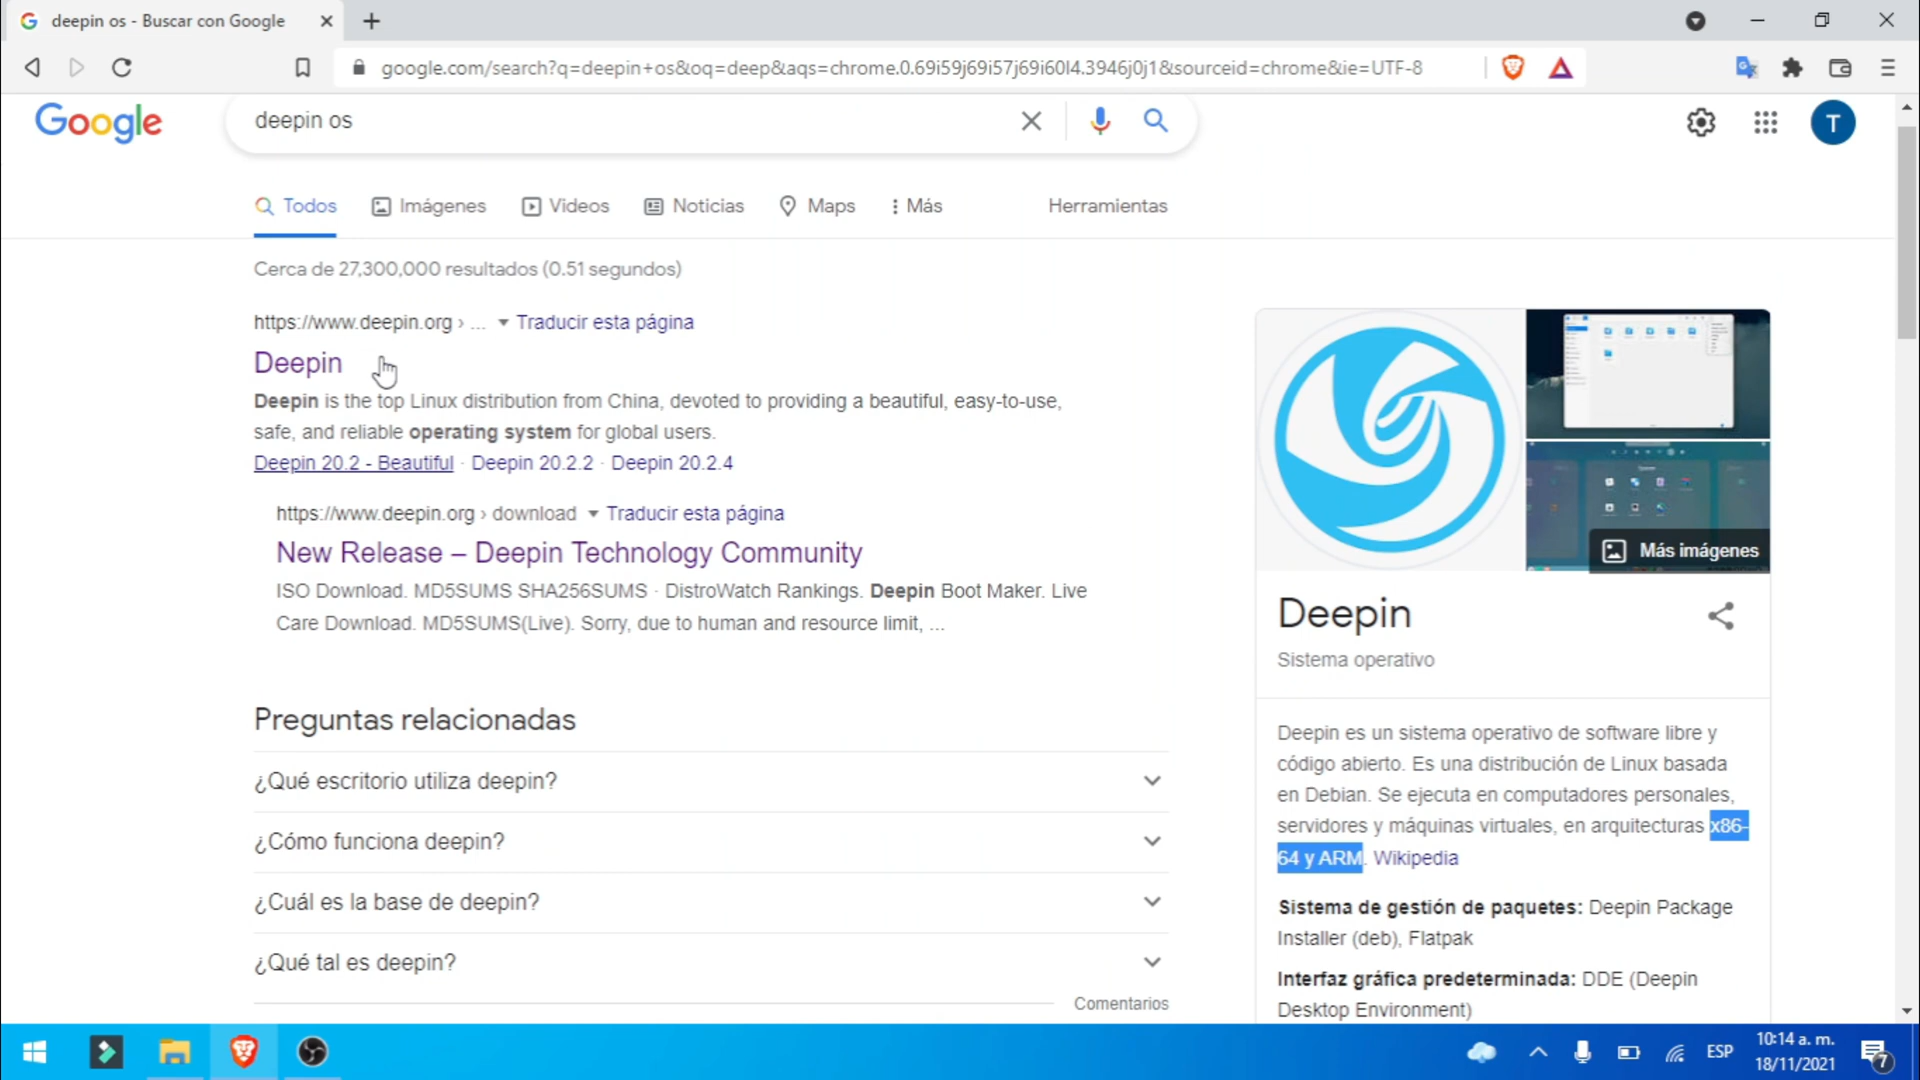 deepin os - Buscar con Google
google.com/search?q=deepin+os&oq=deep&aqs=chrome.0.69i59j69i57j69i60l4.3946j0j1&sourceid=chrome&ie=UTF-8
Google
deepin os
T
Todos
Imágenes
Videos
Noticias
Maps
Más
Herramientas
Cerca de 27,300,000 resultados (0.51 segundos)
https://www.deepin.org › ... Traducir esta página
Deepin
Deepin is the top Linux distribution from China, devoted to providing a beautiful, easy-to-use,
safe, and reliable operating system for global users.
Deepin 20.2 - Beautiful · Deepin 20.2.2 · Deepin 20.2.4
https://www.deepin.org › download Traducir esta página
New Release – Deepin Technology Community
ISO Download. MD5SUMS SHA256SUMS · DistroWatch Rankings. Deepin Boot Maker. Live
Care Download. MD5SUMS(Live). Sorry, due to human and resource limit, ...
Preguntas relacionadas
¿Qué escritorio utiliza deepin?
¿Cómo funciona deepin?
¿Cuál es la base de deepin?
¿Qué tal es deepin?
Comentarios
Más imágenes
Deepin
Sistema operativo
Deepin es un sistema operativo de software libre y
código abierto. Es una distribución de Linux basada
en Debian. Se ejecuta en computadores personales,
servidores y máquinas virtuales, en arquitecturas x86-
64 y ARM. Wikipedia
Sistema de gestión de paquetes: Deepin Package
Installer (deb), Flatpak
Interfaz gráfica predeterminada: DDE (Deepin
Desktop Environment)
ESP
10:14 a. m.
18/11/2021
7